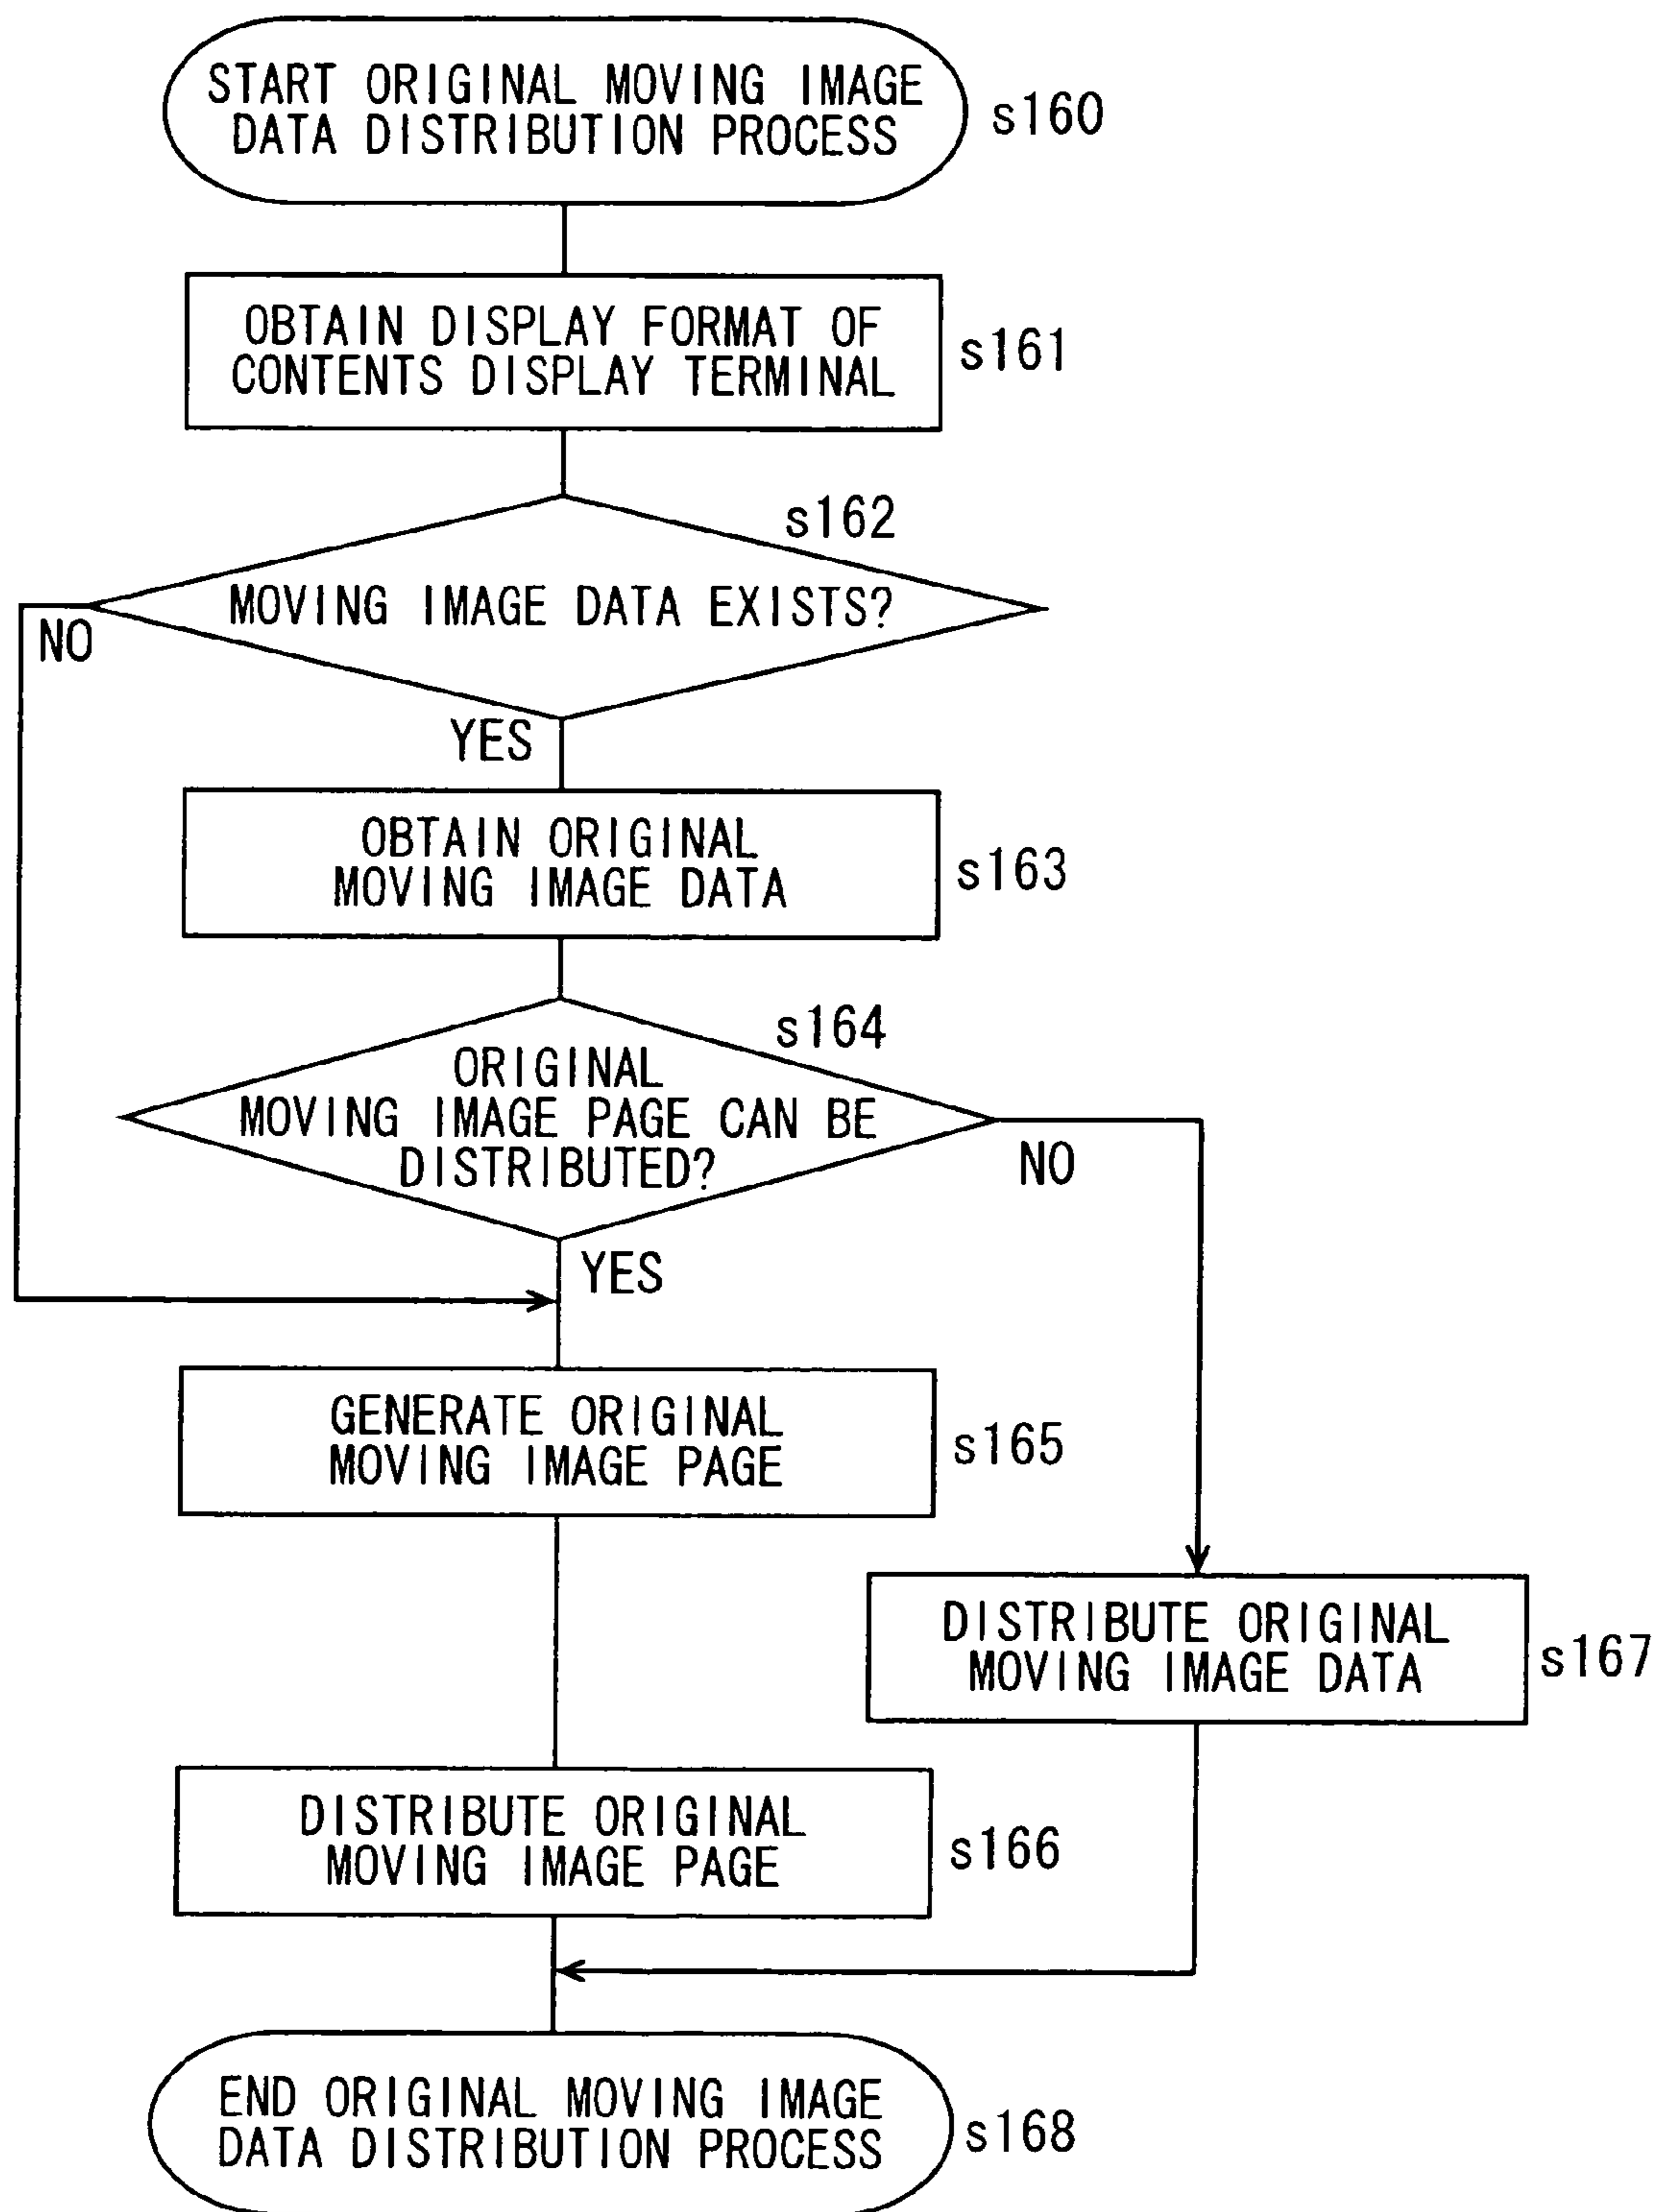 START ORIGINAL MOVING IMAGE
DATA DISTRIBUTION PROCESS
s160
OBTAIN DISPLAY FORMAT OF
CONTENTS DISPLAY TERMINAL
s161
s162
MOVING IMAGE DATA EXISTS?
NO
YES
OBTAIN ORIGINAL
MOVING IMAGE DATA
s163
s164
ORIGINAL
MOVING IMAGE PAGE CAN BE
DISTRIBUTED?
NO
YES
GENERATE ORIGINAL
MOVING IMAGE PAGE
s165
DISTRIBUTE ORIGINAL
MOVING IMAGE DATA
s167
DISTRIBUTE ORIGINAL
MOVING IMAGE PAGE
s166
END ORIGINAL MOVING IMAGE
DATA DISTRIBUTION PROCESS
s168